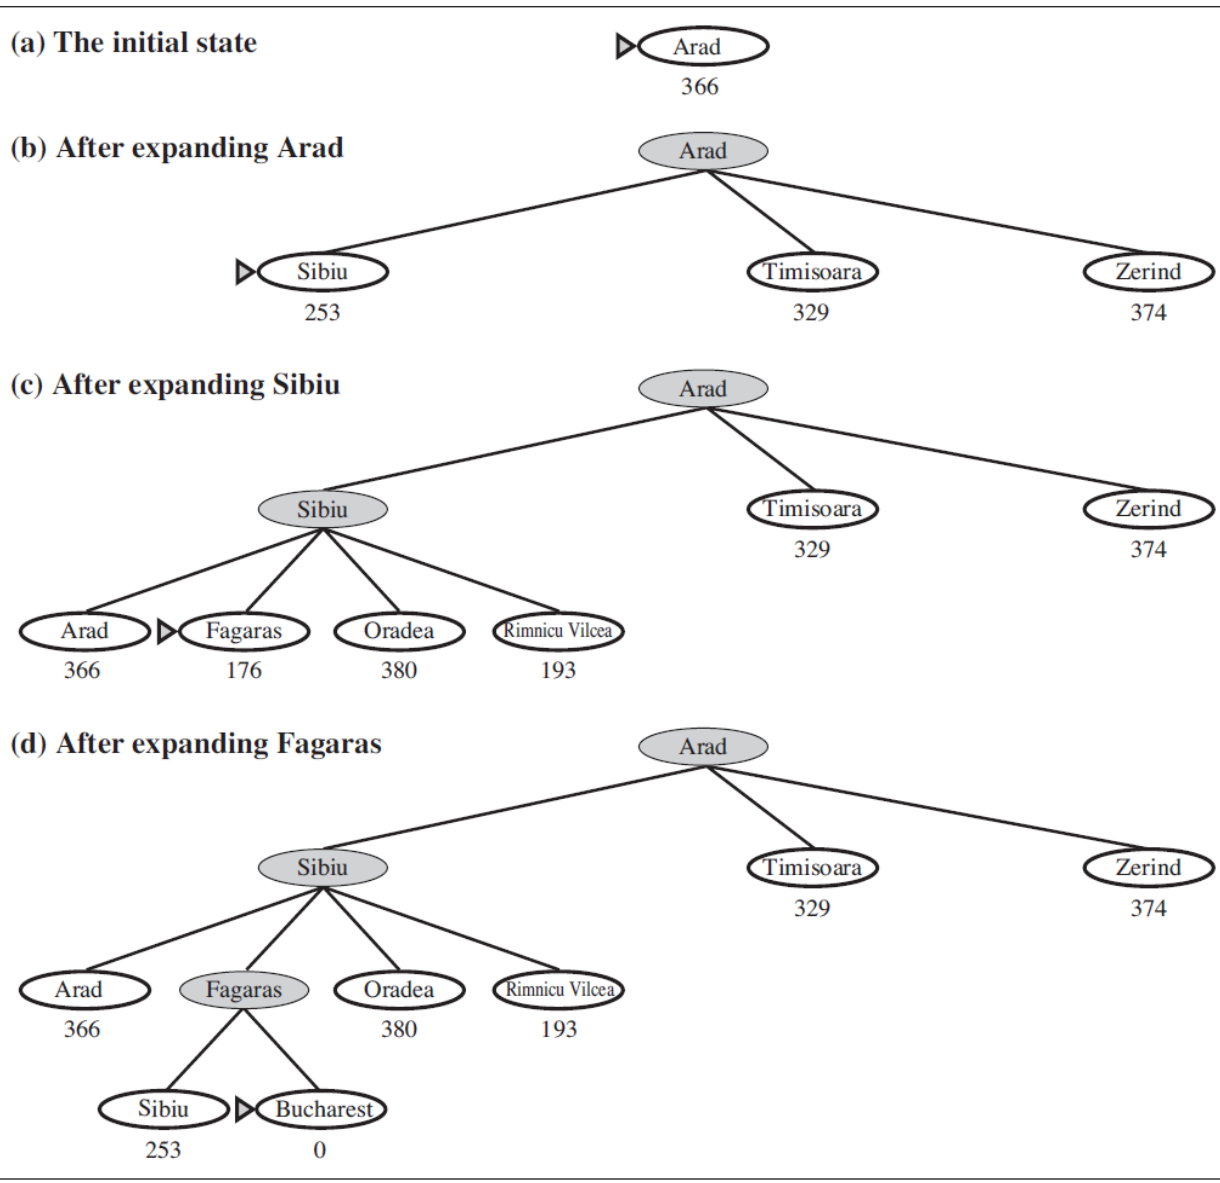 (a) The initial state
Arad
366
(b) After expanding Arad
Arad
Sibiu Timisoara Zerind
253 329 374
(c) After expanding Sibiu
Arad
Sibiu Timisoara Zerind
329 374
Arad Fagaras Oradea Rimnicu Vilcea
366 176 380 193
(d) After expanding Fagaras
Arad
Sibiu Timisoara Zerind
329 374
Arad Fagaras Oradea Rimnicu Vilcea
366 380 193
Sibiu Bucharest
253 0